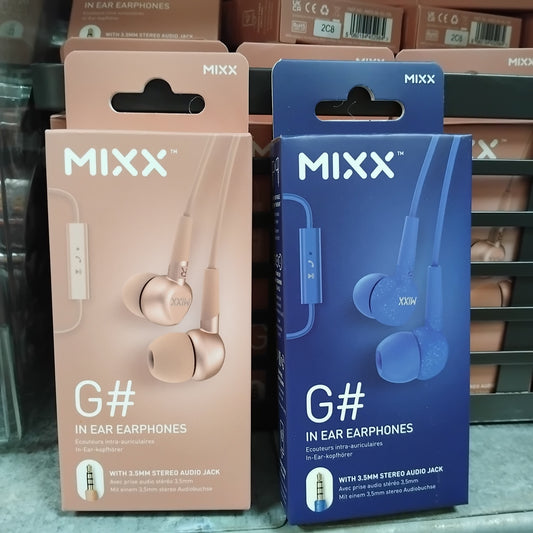 2C8
2C8
MIXX
MIXX™
MIXX
G#
IN EAR EARPHONES
Ecouteurs intra-auriculaires
In-Ear-kopfhörer
WITH 3.5MM STEREO AUDIO JACK
Avec prise audio stéréo 3,5mm
Mit einem 3,5mm stereo Audiobuchse
MIXX
MIXX™
MIXX
G#
IN EAR EARPHONES
Ecouteurs intra-auriculaires
In-Ear-kopfhörer
WITH 3.5MM STEREO AUDIO JACK
Avec prise audio stéréo 3,5mm
Mit einem 3,5mm stereo Audiobuchse